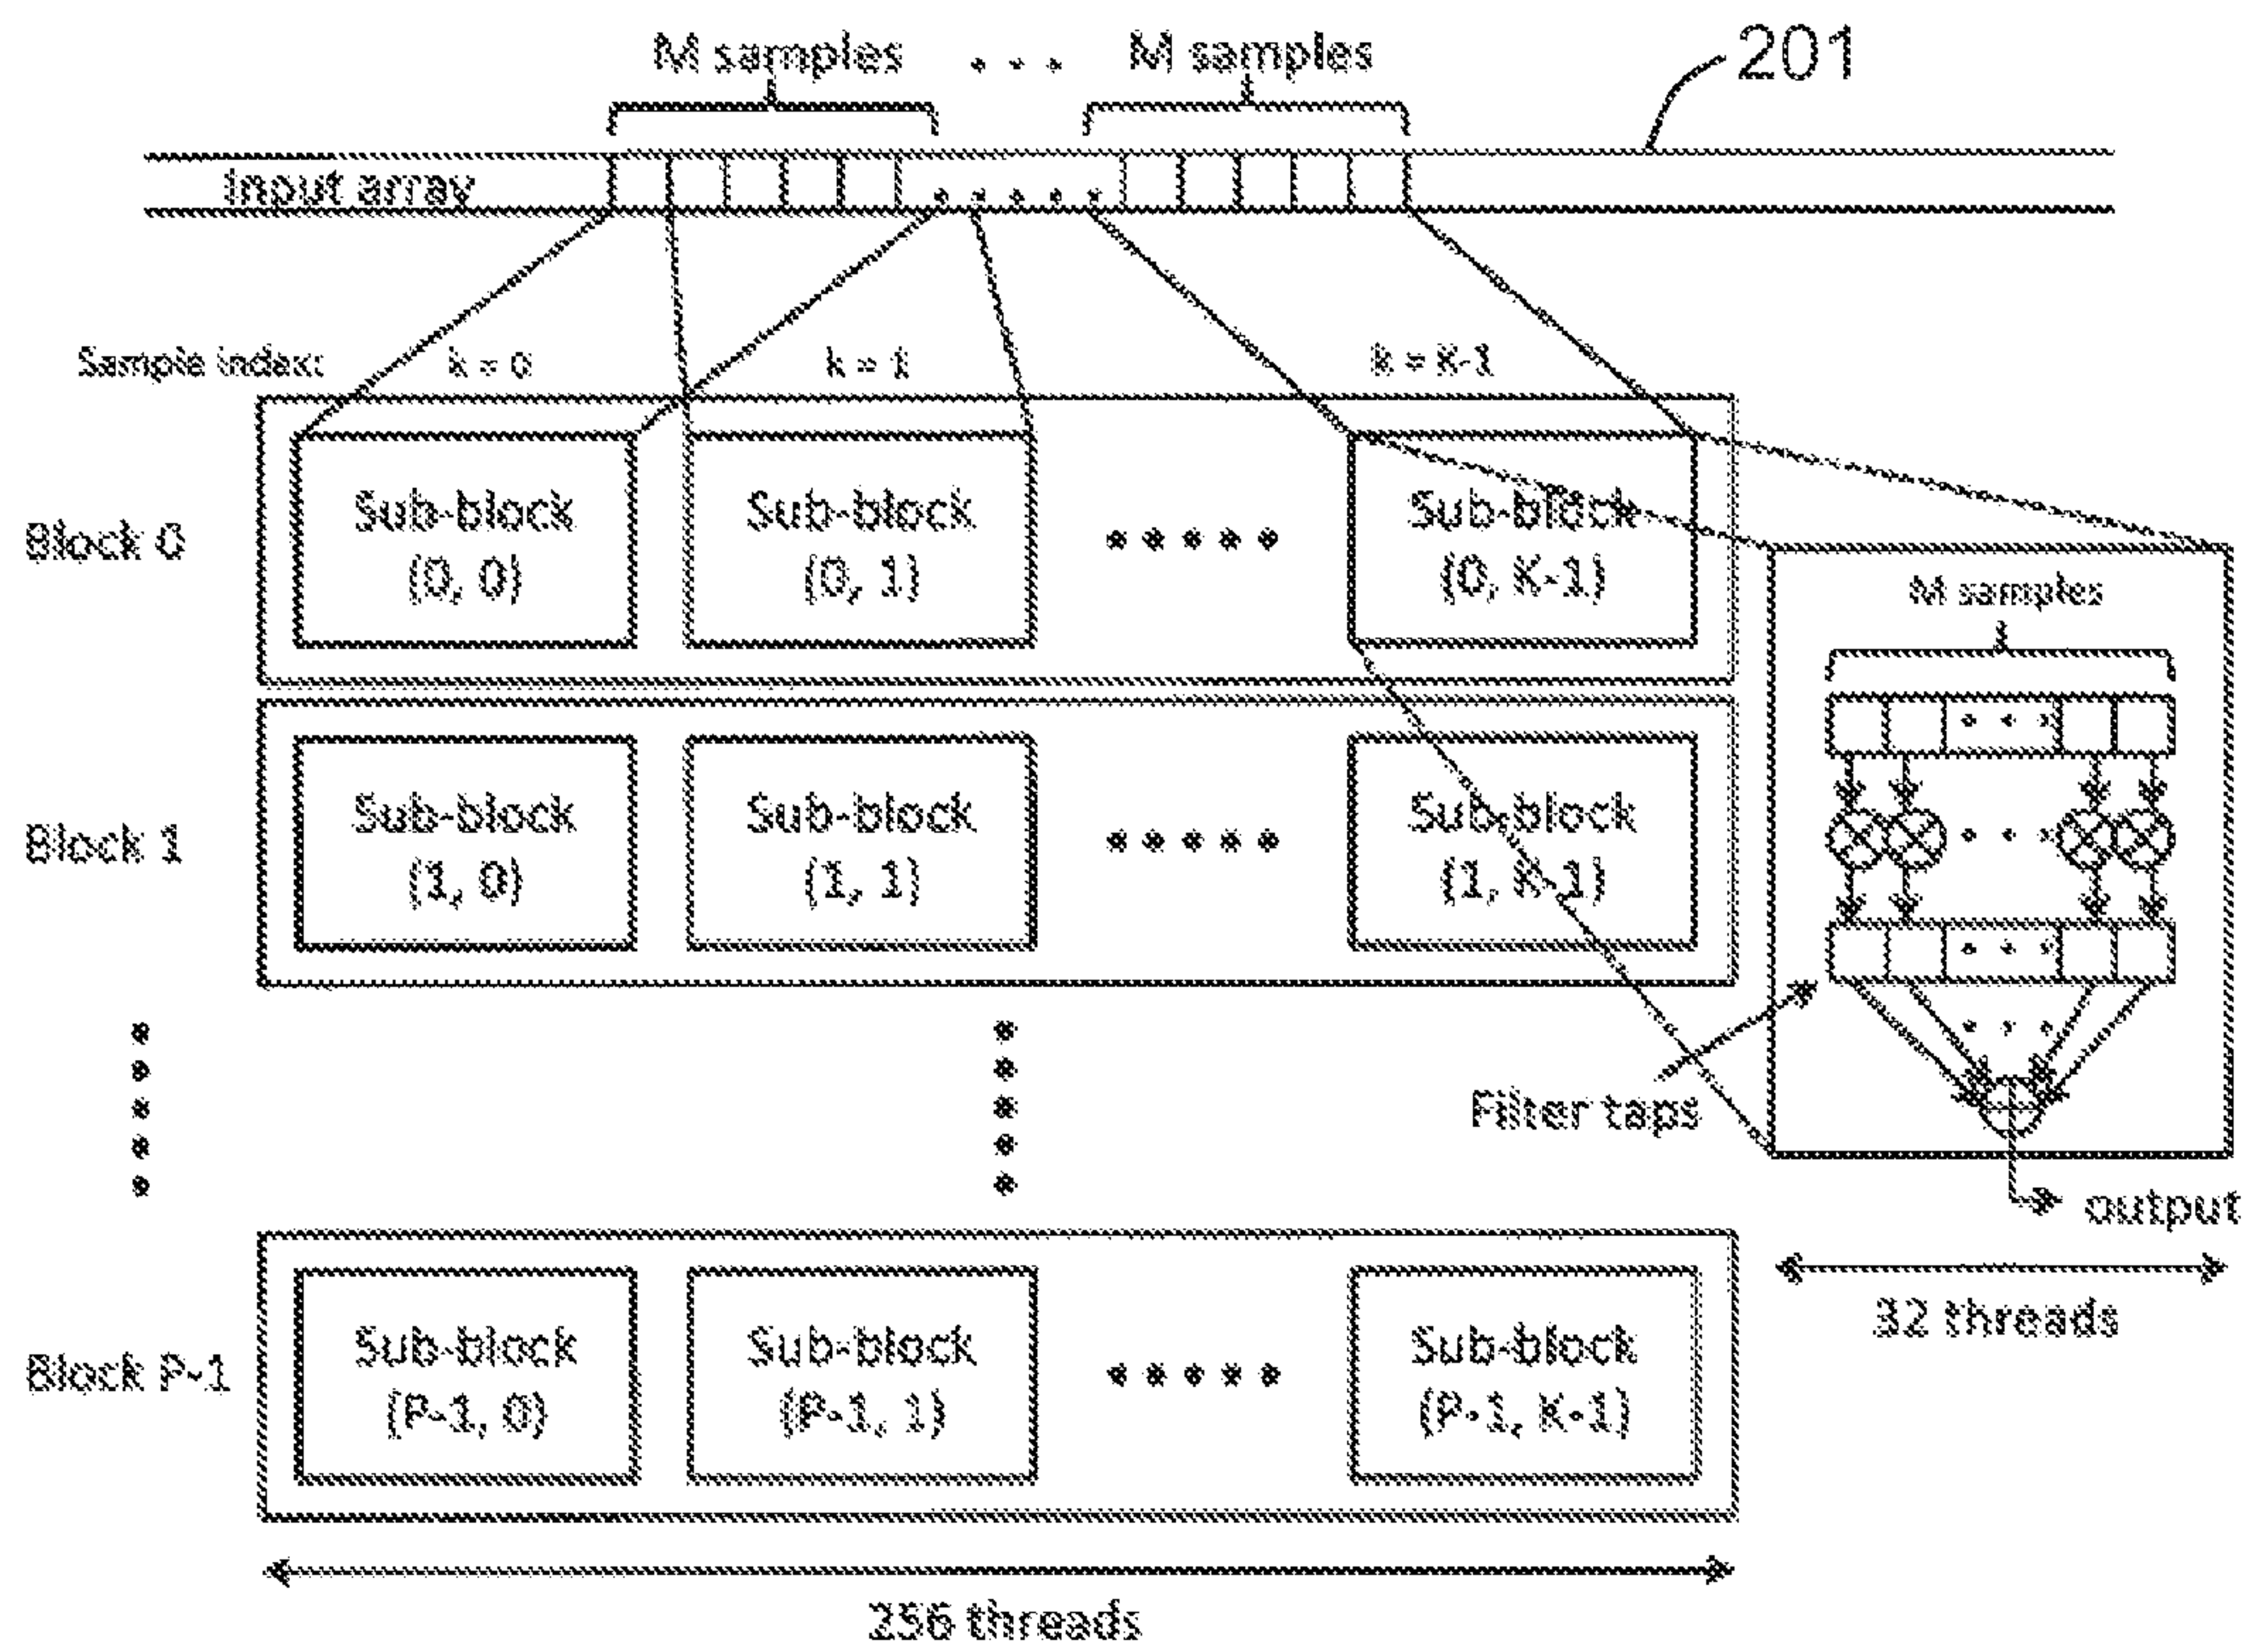 M samples . . . M samples
201
Input array
Sample index: k = 0 k = 1 k = K-1
Block 0
Sub-block
(0, 0)
Sub-block
(0, 1)
Sub-block
(0, K-1)
M samples
Block 1
Sub-block
(1, 0)
Sub-block
(1, 1)
Sub-block
(1, K-1)
Filter taps
output
32 threads
Block P-1
Sub-block
(P-1, 0)
Sub-block
(P-1, 1)
Sub-block
(P-1, K-1)
256 threads